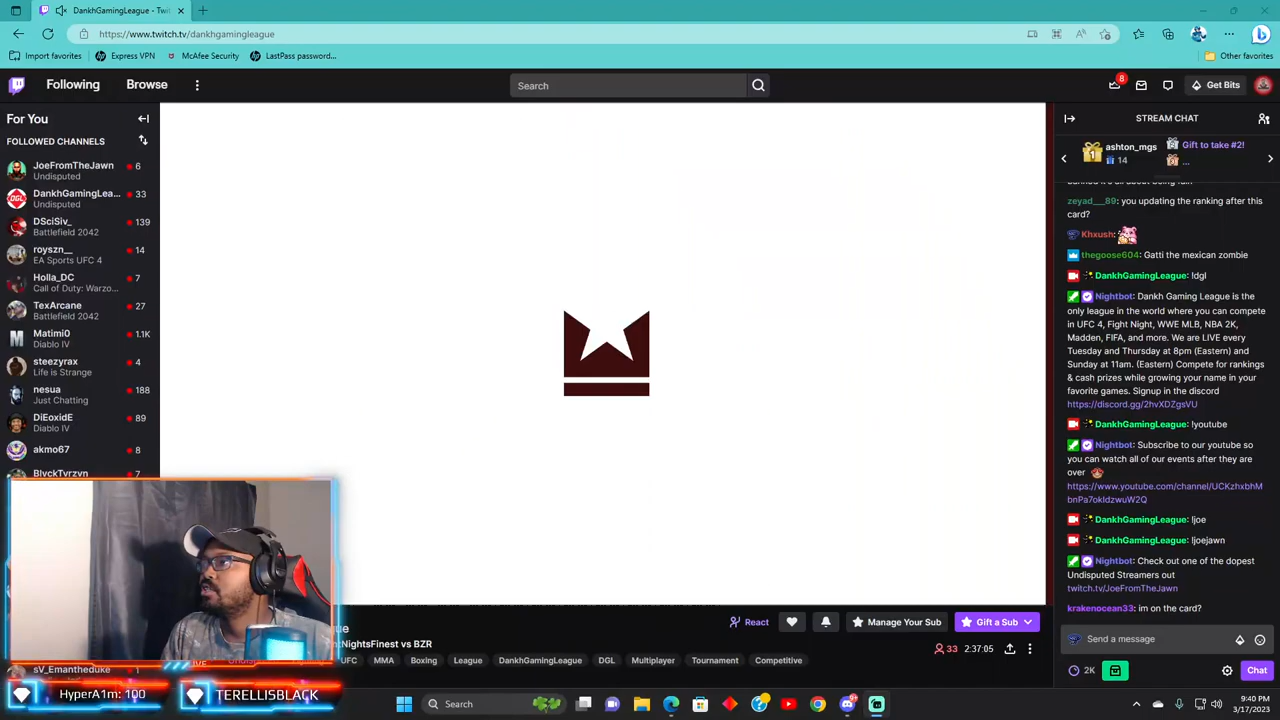 DankhGamingLeague - Twi
https://www.twitch.tv/dankhgamingleague
Import favorites
Express VPN
McAfee Security
LastPass password...
Other favorites
Following
Browse
Search
8
Get Bits
For You
FOLLOWED CHANNELS
JoeFromTheJawn
6
Undisputed
DankhGamingLea...
33
Undisputed
DSciSiv_
139
Battlefield 2042
royszn__
14
EA Sports UFC 4
Holla_DC
7
Call of Duty: Warzo...
TexArcane
27
Battlefield 2042
Matimi0
1.1K
Diablo IV
steezyrax
4
Life is Strange
nesua
188
Just Chatting
DiEoxidE
89
Diablo IV
akmo67
8
BlvckTvrzvn
7
sV_Emantheduke
1
HyperA1m: 100
TERELLISBLACK
STREAM CHAT
ashton_mgs
14
Gift to take #2!
...
zeyad___89: you updating the ranking after this
card?
Khxush:
thegoose604: Gatti the mexican zombie
DankhGamingLeague: !dgl
Nightbot: Dankh Gaming League is the
only league in the world where you can compete
in UFC 4, Fight Night, WWE MLB, NBA 2K,
Madden, FIFA, and more. We are LIVE every
Tuesday and Thursday at 8pm (Eastern) and
Sunday at 11am. (Eastern) Compete for rankings
& cash prizes while growing your name in your
favorite games. Signup in the discord
https://discord.gg/2hvXDZgsVU
DankhGamingLeague: !youtube
Nightbot: Subscribe to our youtube so
you can watch all of our events after they are
over
https://www.youtube.com/channel/UCKzhxbhM
bnPa7okIdzwuW2Q
DankhGamingLeague: !joe
DankhGamingLeague: !joejawn
Nightbot: Check out one of the dopest
Undisputed Streamers out
twitch.tv/JoeFromTheJawn
krakenocean33: im on the card?
Send a message
2K
Chat
React
Manage Your Sub
Gift a Sub
NightsFinest vs BZR
33
2:37:05
UFC
MMA
Boxing
League
DankhGamingLeague
DGL
Multiplayer
Tournament
Competitive
Search
9:40 PM
3/17/2023